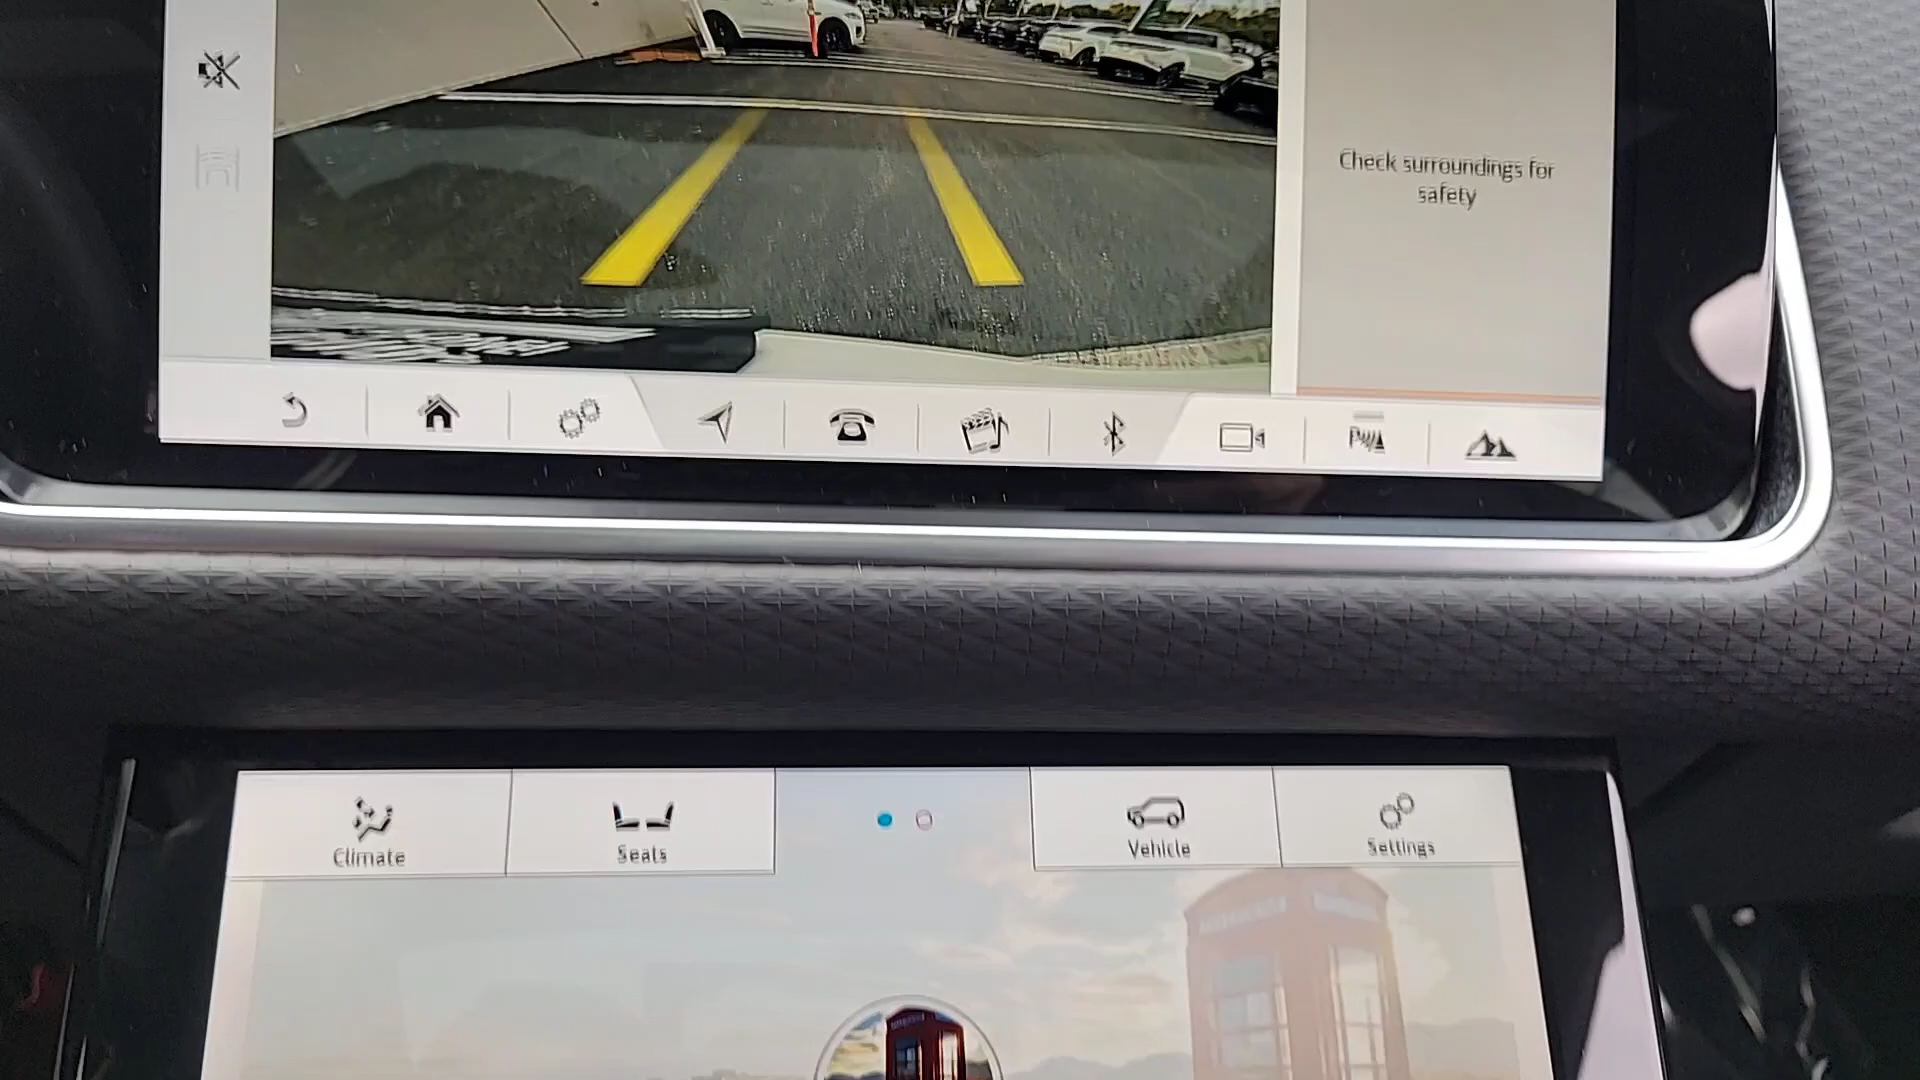 Check surroundings for
safety
Climate
Seats
Vehicle
Settings